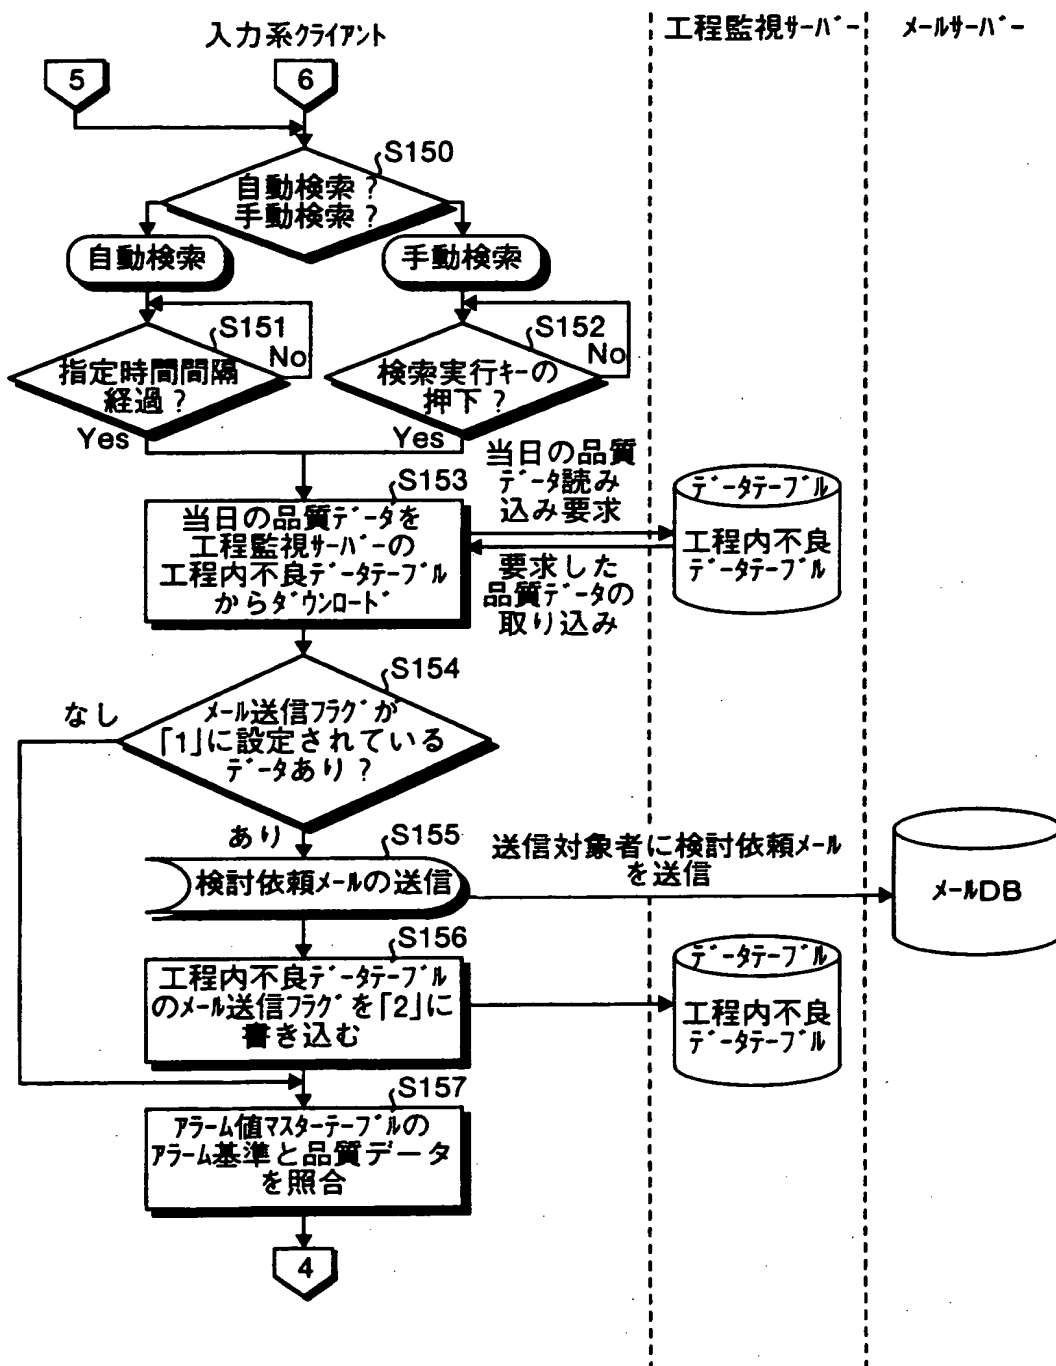 入力系クライアント
工程監視サーバー
メールサーバー
5
6
S150
自動検索?
手動検索?
自動検索
手動検索
S151
No
指定時間間隔
経過?
Yes
S152
No
検索実行キーの
押下?
Yes
S153
当日の品質データを
工程監視サーバーの
工程内不良データテーブル
からダウンロード
当日の品質
データ読み
込み要求
要求した
品質データの
取り込み
データテーブル
工程内不良
データテーブル
S154
なし
メール送信フラグが
「1」に設定されている
データあり?
あり
S155
検討依頼メールの送信
送信対象者に検討依頼メール
を送信
メールDB
S156
工程内不良データテーブル
のメール送信フラグを「2」に
書き込む
データテーブル
工程内不良
データテーブル
S157
アラーム値マスターテーブルの
アラーム基準と品質データ
を照合
4